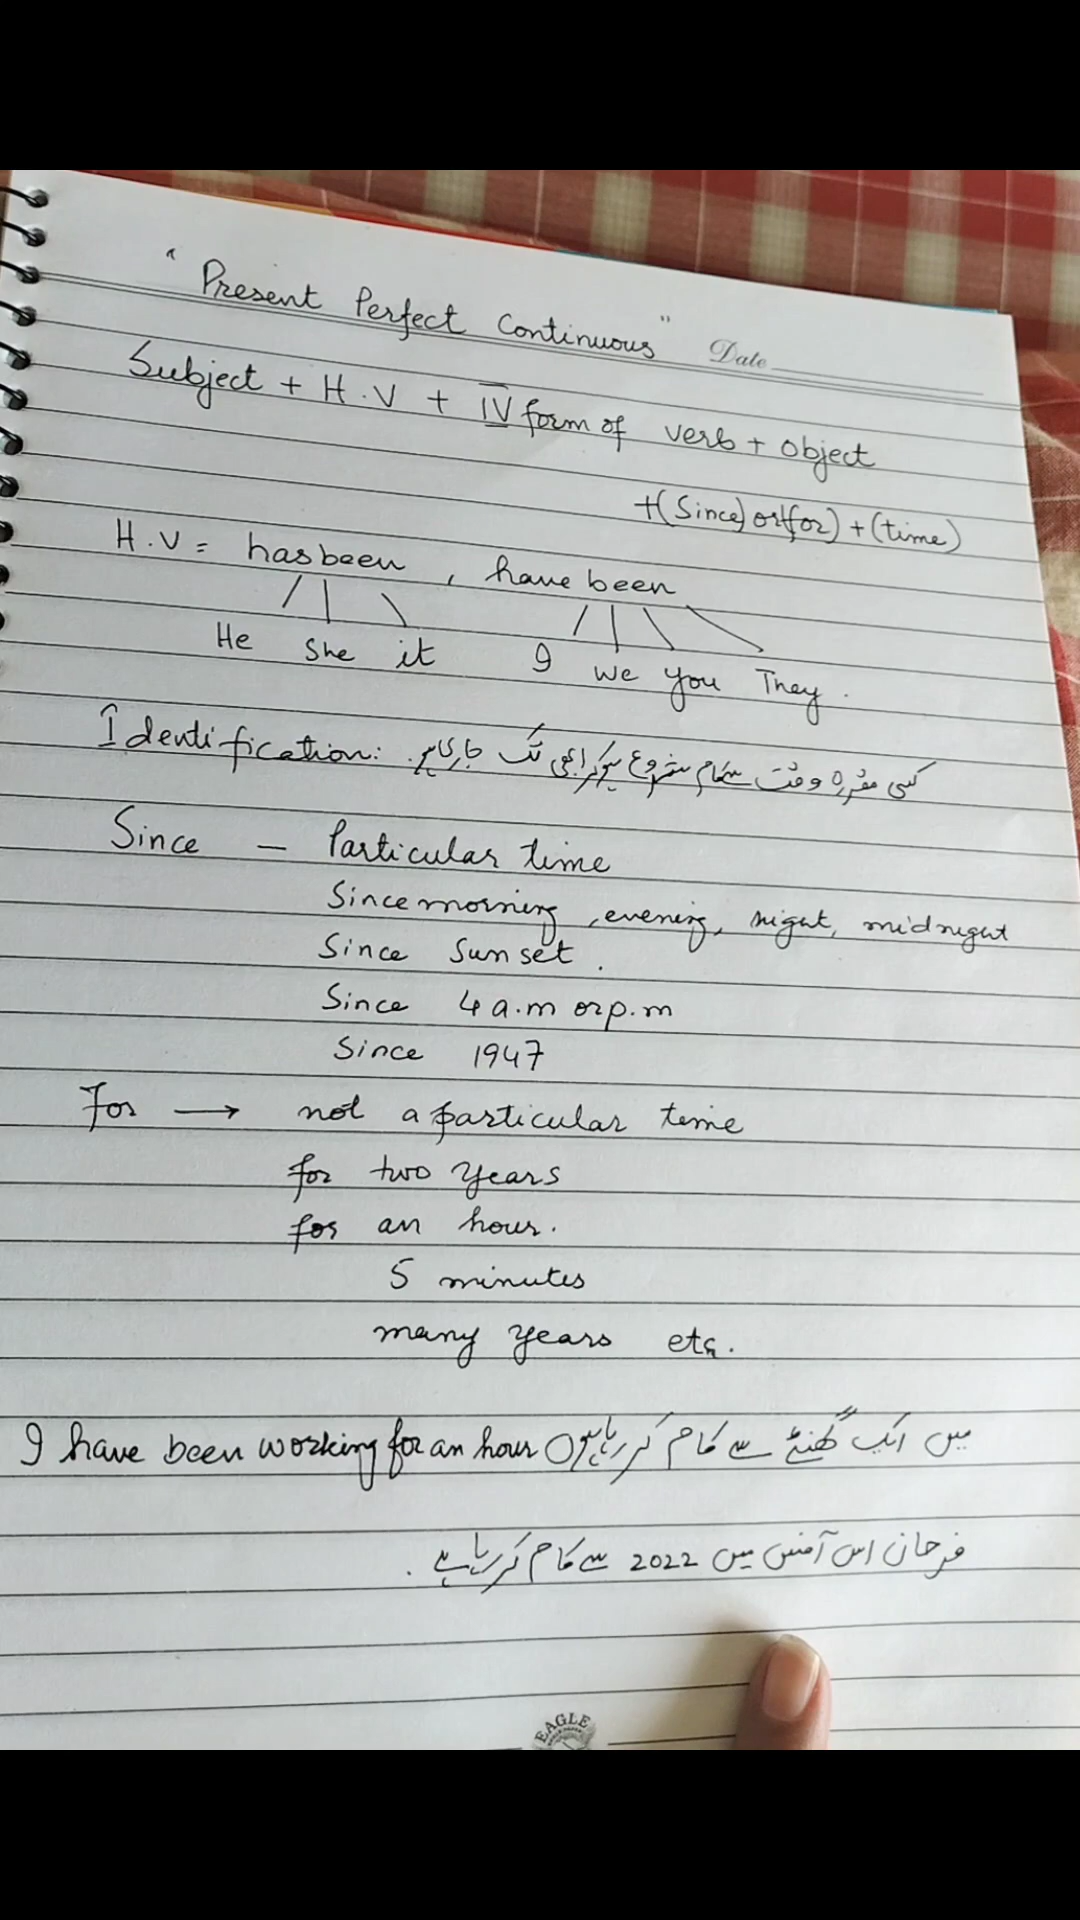 "Present Perfect Continuous" Date
Subject + H.V + IV form of verb + object
+(Since) or (for) + (time)
H.V = has been , have been
He she it I we you They.
Identification: کسی مقررہ وقت سے کام شروع ہو کر ابھی تک جاری ہے.
Since — Particular time
Since morning, evening, night, midnight
Since Sunset.
Since 4 a.m or p.m
Since 1947
For → not a particular time
for two years
for an hour.
5 minutes
many years etc.
I have been working for an hour میں ایک گھنٹے سے کام کر رہا ہوں
فرحان اس آفس میں 2022 سے کام کر رہا ہے.
EAGLE